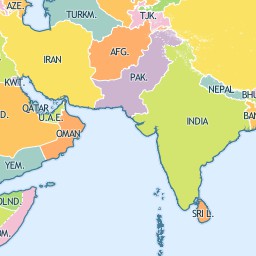 AZE.
TURKM.
TJK.
IRAN
AFG.
KWT.
PAK.
NEPAL
BHU
QATAR
U.A.E.
INDIA
BAN
D.
OMAN
YEM.
OLND.
M.
SRI L.